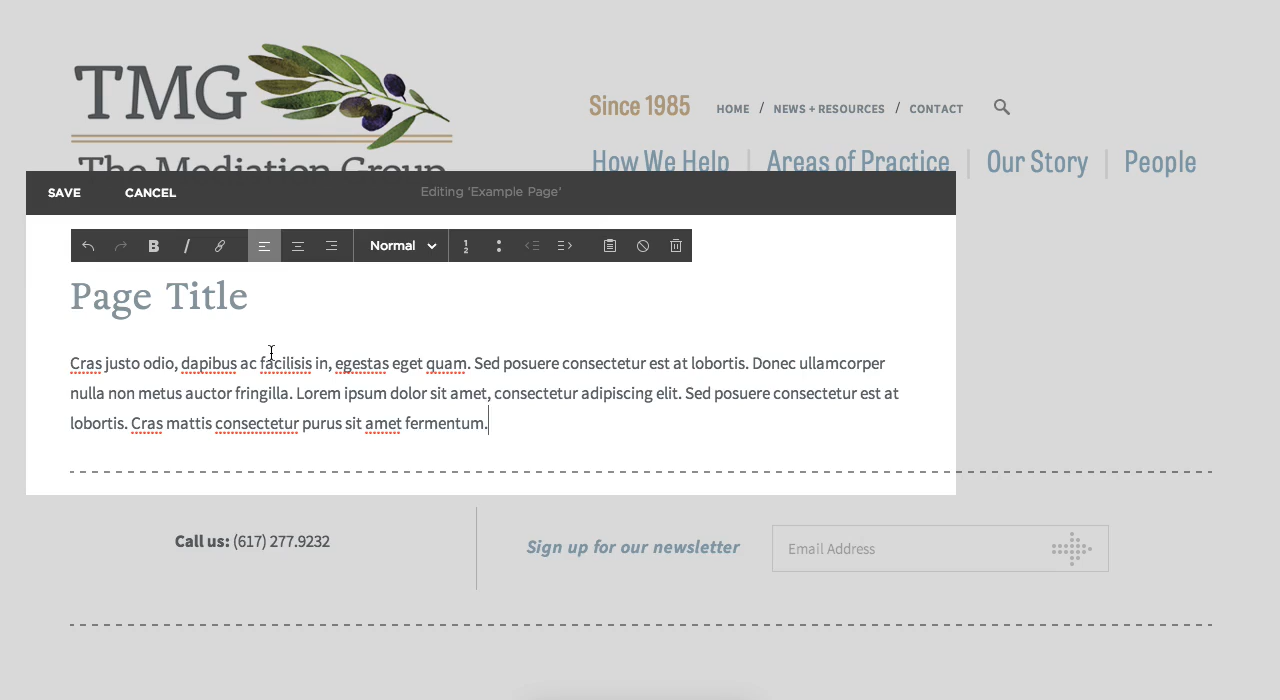 TMG
The Mediation Group
Since 1985
HOME / NEWS + RESOURCES / CONTACT
How We Help | Areas of Practice | Our Story | People
SAVE CANCEL Editing 'Example Page'
B I Normal 1 2
Page Title
Cras justo odio, dapibus ac facilisis in, egestas eget quam. Sed posuere consectetur est at lobortis. Donec ullamcorper
nulla non metus auctor fringilla. Lorem ipsum dolor sit amet, consectetur adipiscing elit. Sed posuere consectetur est at
lobortis. Cras mattis consectetur purus sit amet fermentum.
Call us: (617) 277.9232
Sign up for our newsletter
Email Address